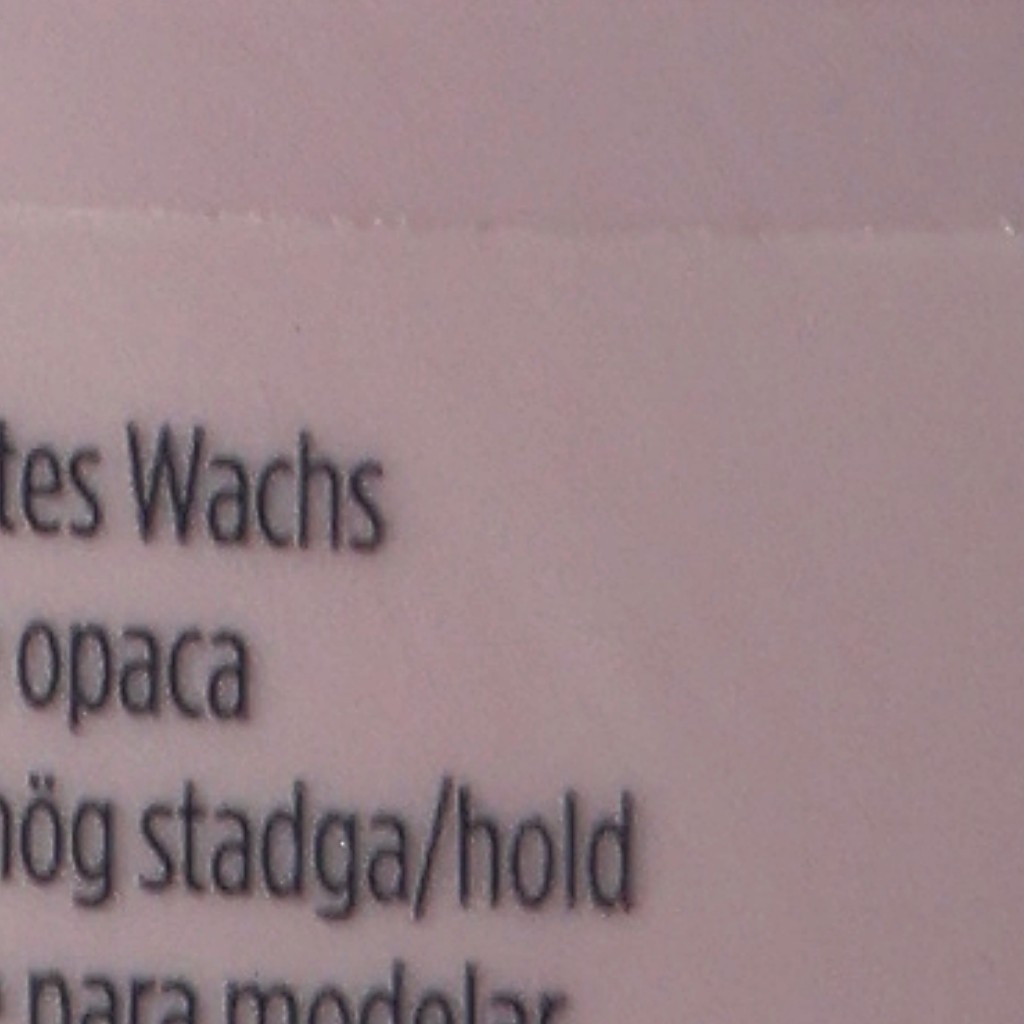 tes Wachs
opaca
hög stadga/hold
para modelar